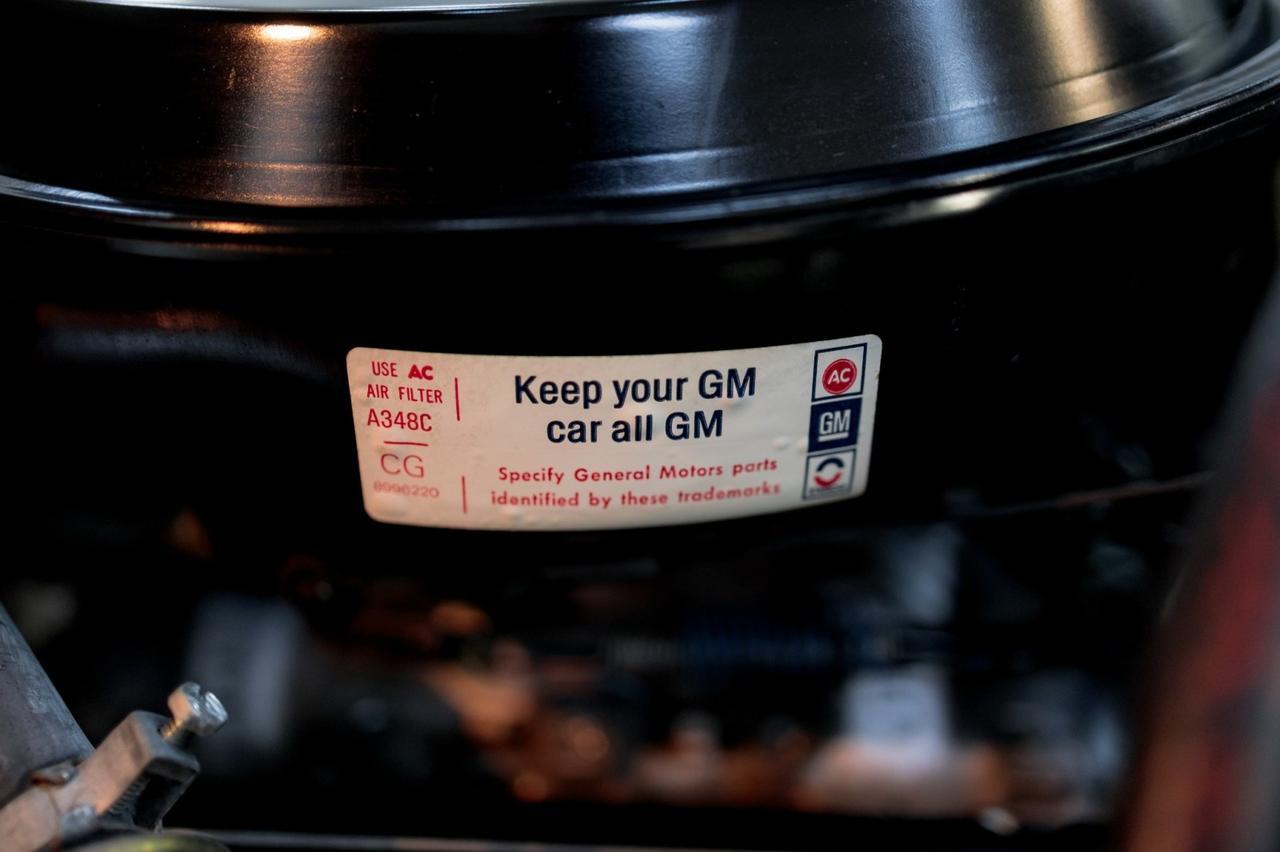 USE AC
AIR FILTER
A348C
CG
8996220
Keep your GM
car all GM
Specify General Motors parts
identified by these trademarks
AC
GM